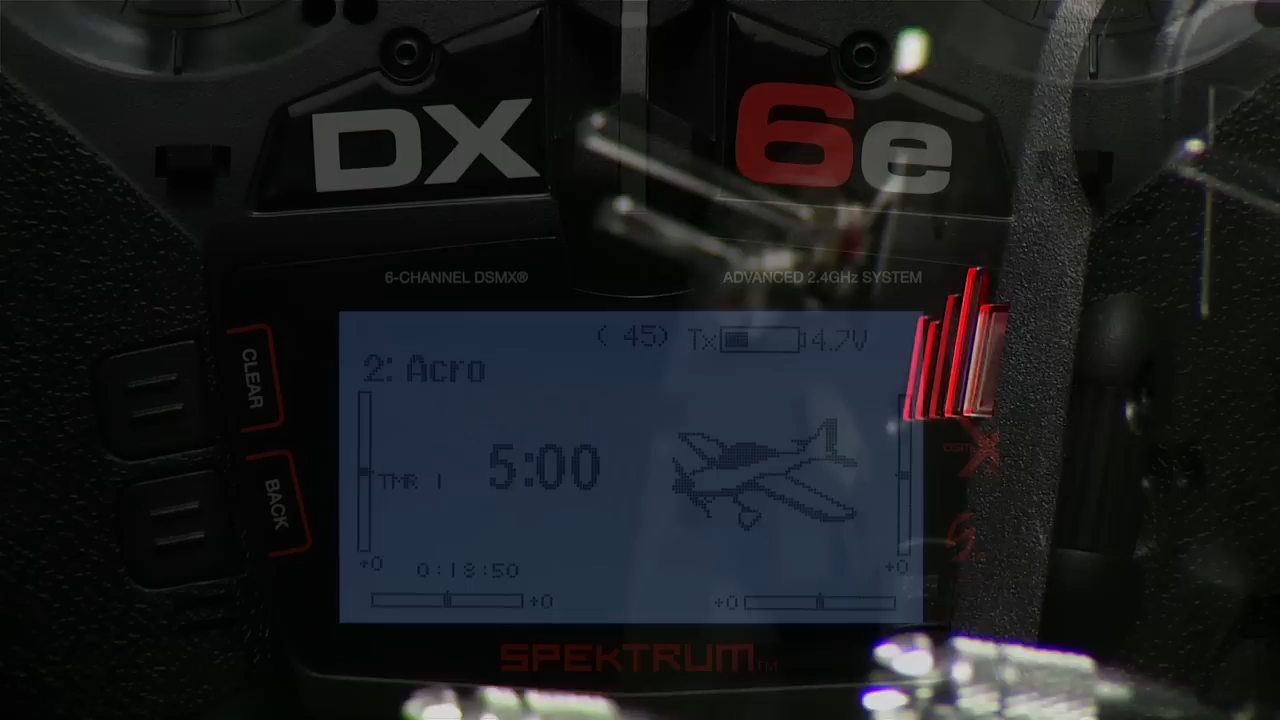 DX 6e
6-CHANNEL DSMX® ADVANCED 2.4GHz SYSTEM
( 45) Tx 4.7V
2: Acro
CLEAR
TMR 1 5:00
BACK
+0 0:18:50 +0
+0 +0
SPEKTRUM TM